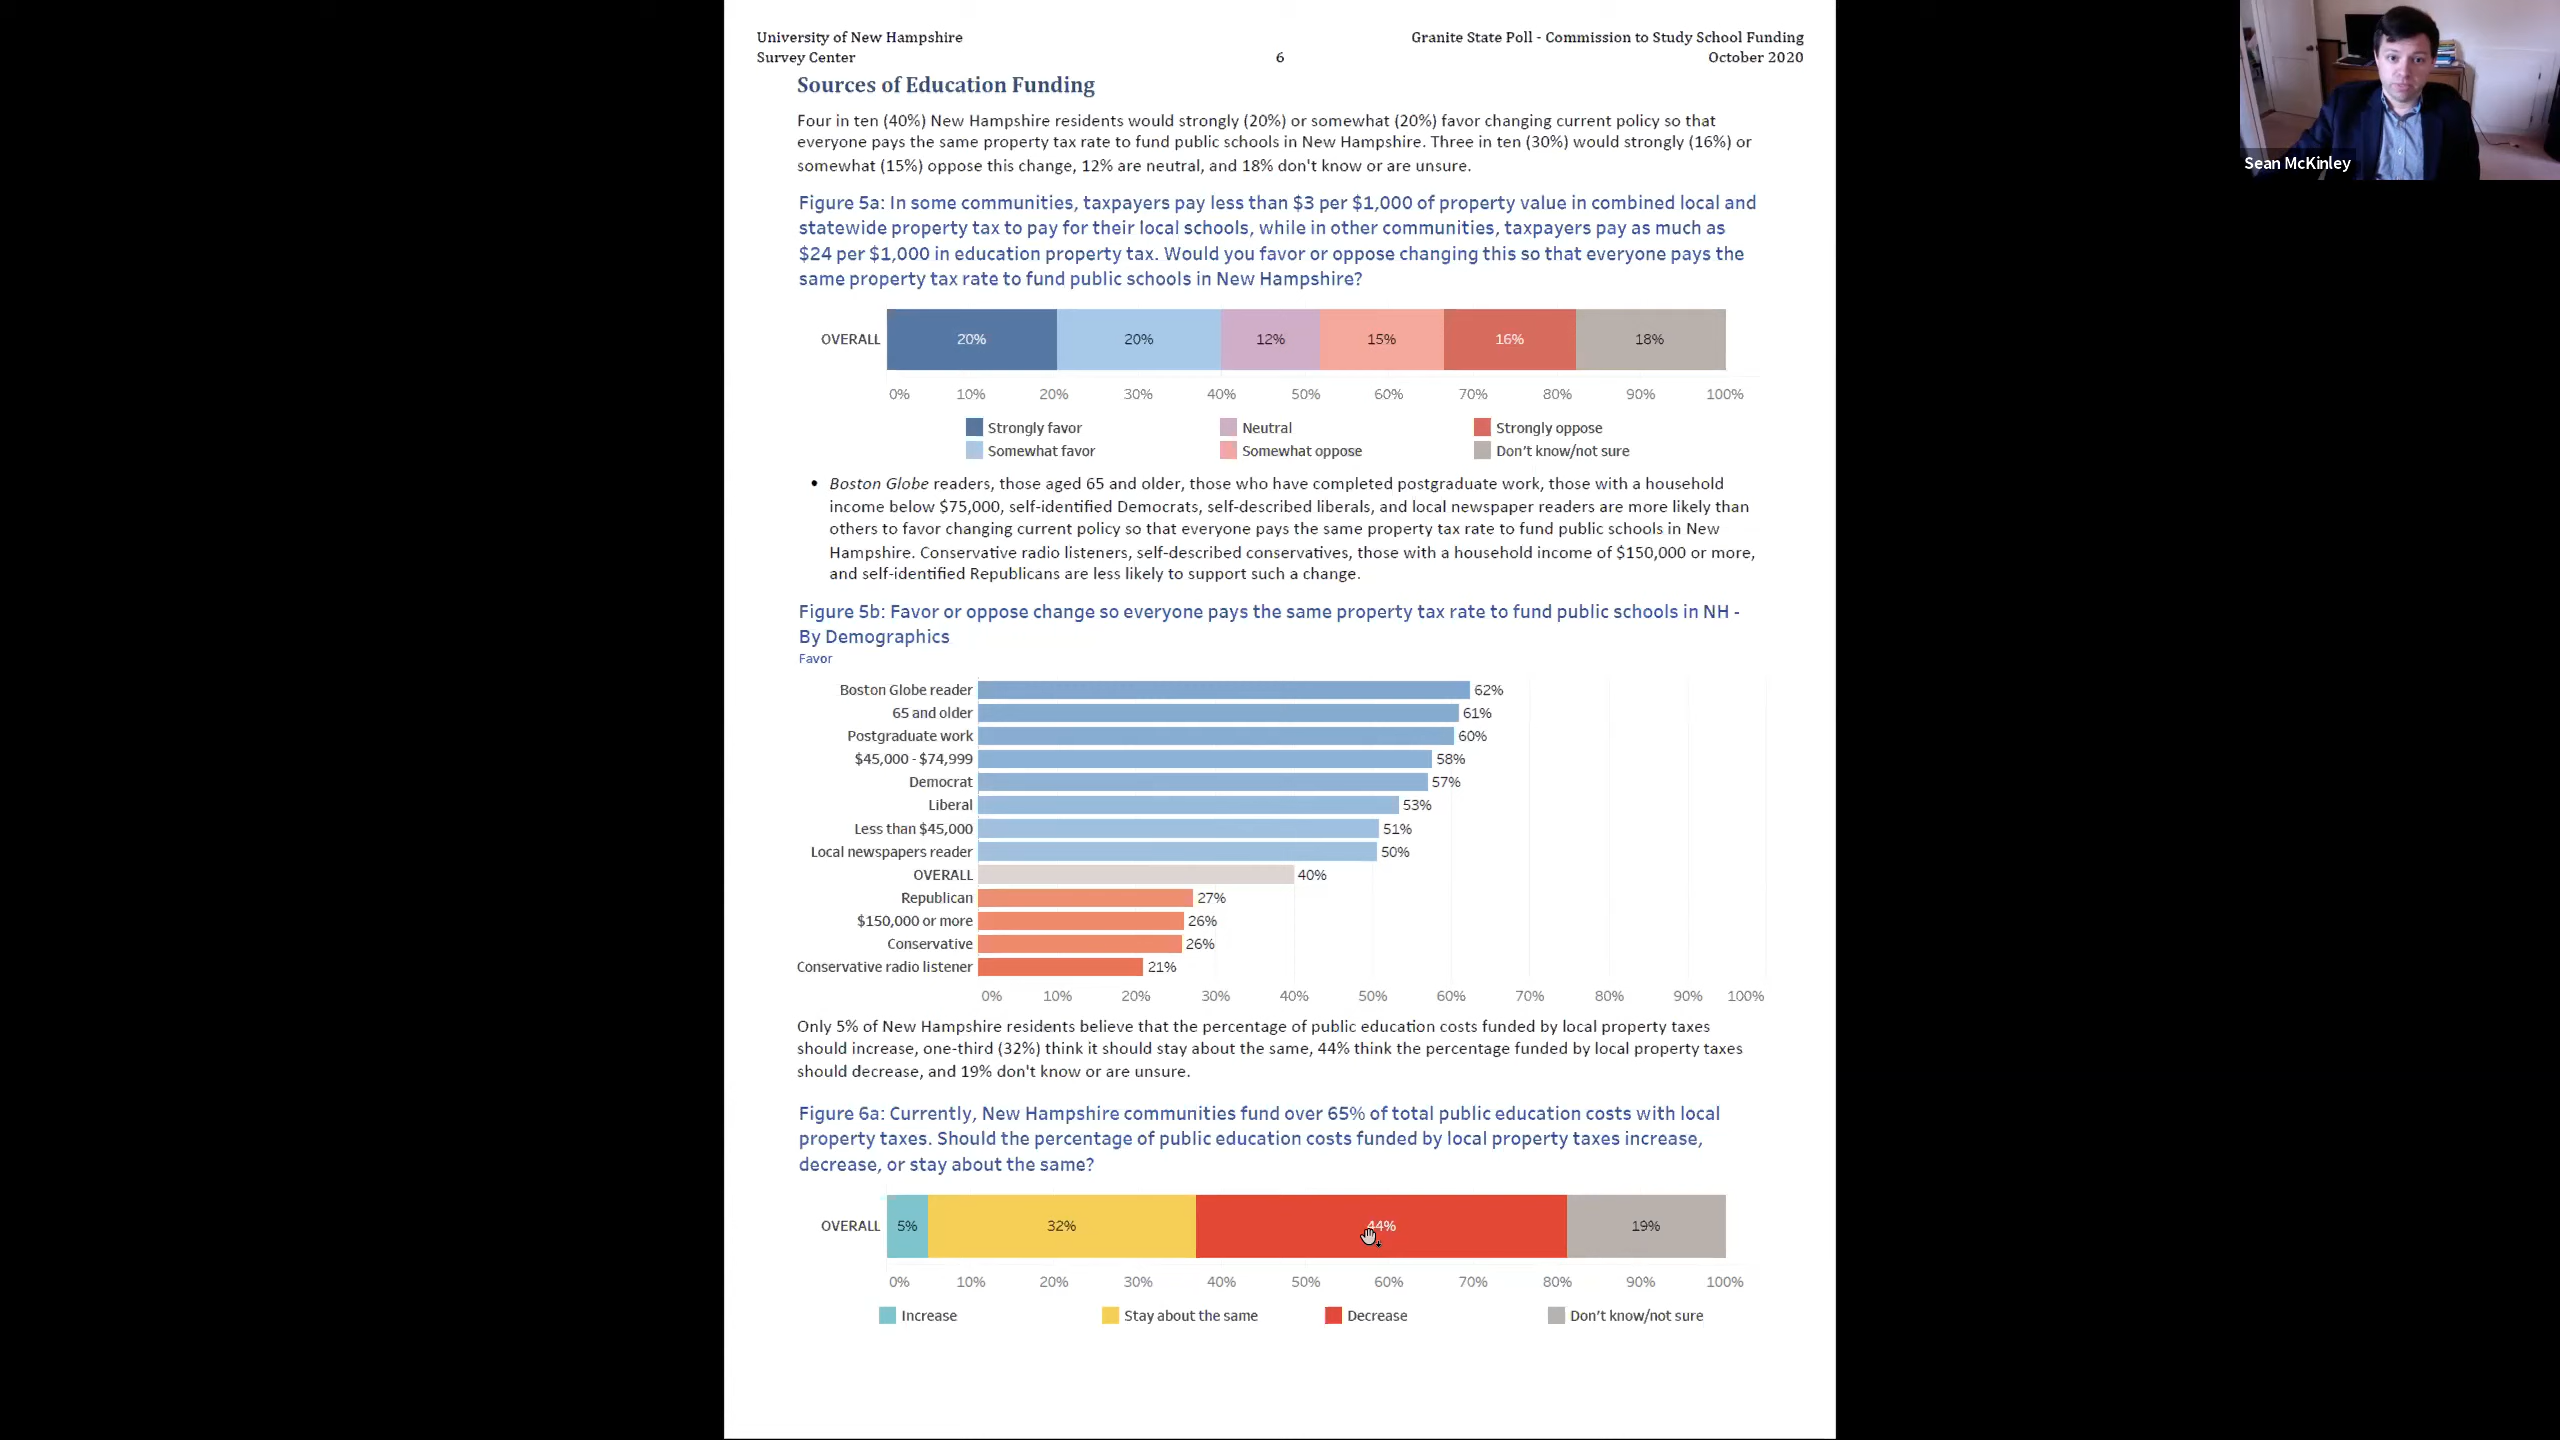 University of New Hampshire
Survey Center
6
Granite State Poll - Commission to Study School Funding
October 2020
Sean McKinley
Sources of Education Funding
Four in ten (40%) New Hampshire residents would strongly (20%) or somewhat (20%) favor changing current policy so that
everyone pays the same property tax rate to fund public schools in New Hampshire. Three in ten (30%) would strongly (16%) or
somewhat (15%) oppose this change, 12% are neutral, and 18% don't know or are unsure.
Figure 5a: In some communities, taxpayers pay less than $3 per $1,000 of property value in combined local and
statewide property tax to pay for their local schools, while in other communities, taxpayers pay as much as
$24 per $1,000 in education property tax. Would you favor or oppose changing this so that everyone pays the
same property tax rate to fund public schools in New Hampshire?
OVERALL 20% 20% 12% 15% 16% 18%
0% 10% 20% 30% 40% 50% 60% 70% 80% 90% 100%
Strongly favor Neutral Strongly oppose
Somewhat favor Somewhat oppose Don't know/not sure
• Boston Globe readers, those aged 65 and older, those who have completed postgraduate work, those with a household
income below $75,000, self-identified Democrats, self-described liberals, and local newspaper readers are more likely than
others to favor changing current policy so that everyone pays the same property tax rate to fund public schools in New
Hampshire. Conservative radio listeners, self-described conservatives, those with a household income of $150,000 or more,
and self-identified Republicans are less likely to support such a change.
Figure 5b: Favor or oppose change so everyone pays the same property tax rate to fund public schools in NH -
By Demographics
Favor
Boston Globe reader 62%
65 and older 61%
Postgraduate work 60%
$45,000 - $74,999 58%
Democrat 57%
Liberal 53%
Less than $45,000 51%
Local newspapers reader 50%
OVERALL 40%
Republican 27%
$150,000 or more 26%
Conservative 26%
Conservative radio listener 21%
0% 10% 20% 30% 40% 50% 60% 70% 80% 90% 100%
Only 5% of New Hampshire residents believe that the percentage of public education costs funded by local property taxes
should increase, one-third (32%) think it should stay about the same, 44% think the percentage funded by local property taxes
should decrease, and 19% don't know or are unsure.
Figure 6a: Currently, New Hampshire communities fund over 65% of total public education costs with local
property taxes. Should the percentage of public education costs funded by local property taxes increase,
decrease, or stay about the same?
OVERALL 5% 32% 44% 19%
0% 10% 20% 30% 40% 50% 60% 70% 80% 90% 100%
Increase Stay about the same Decrease Don't know/not sure